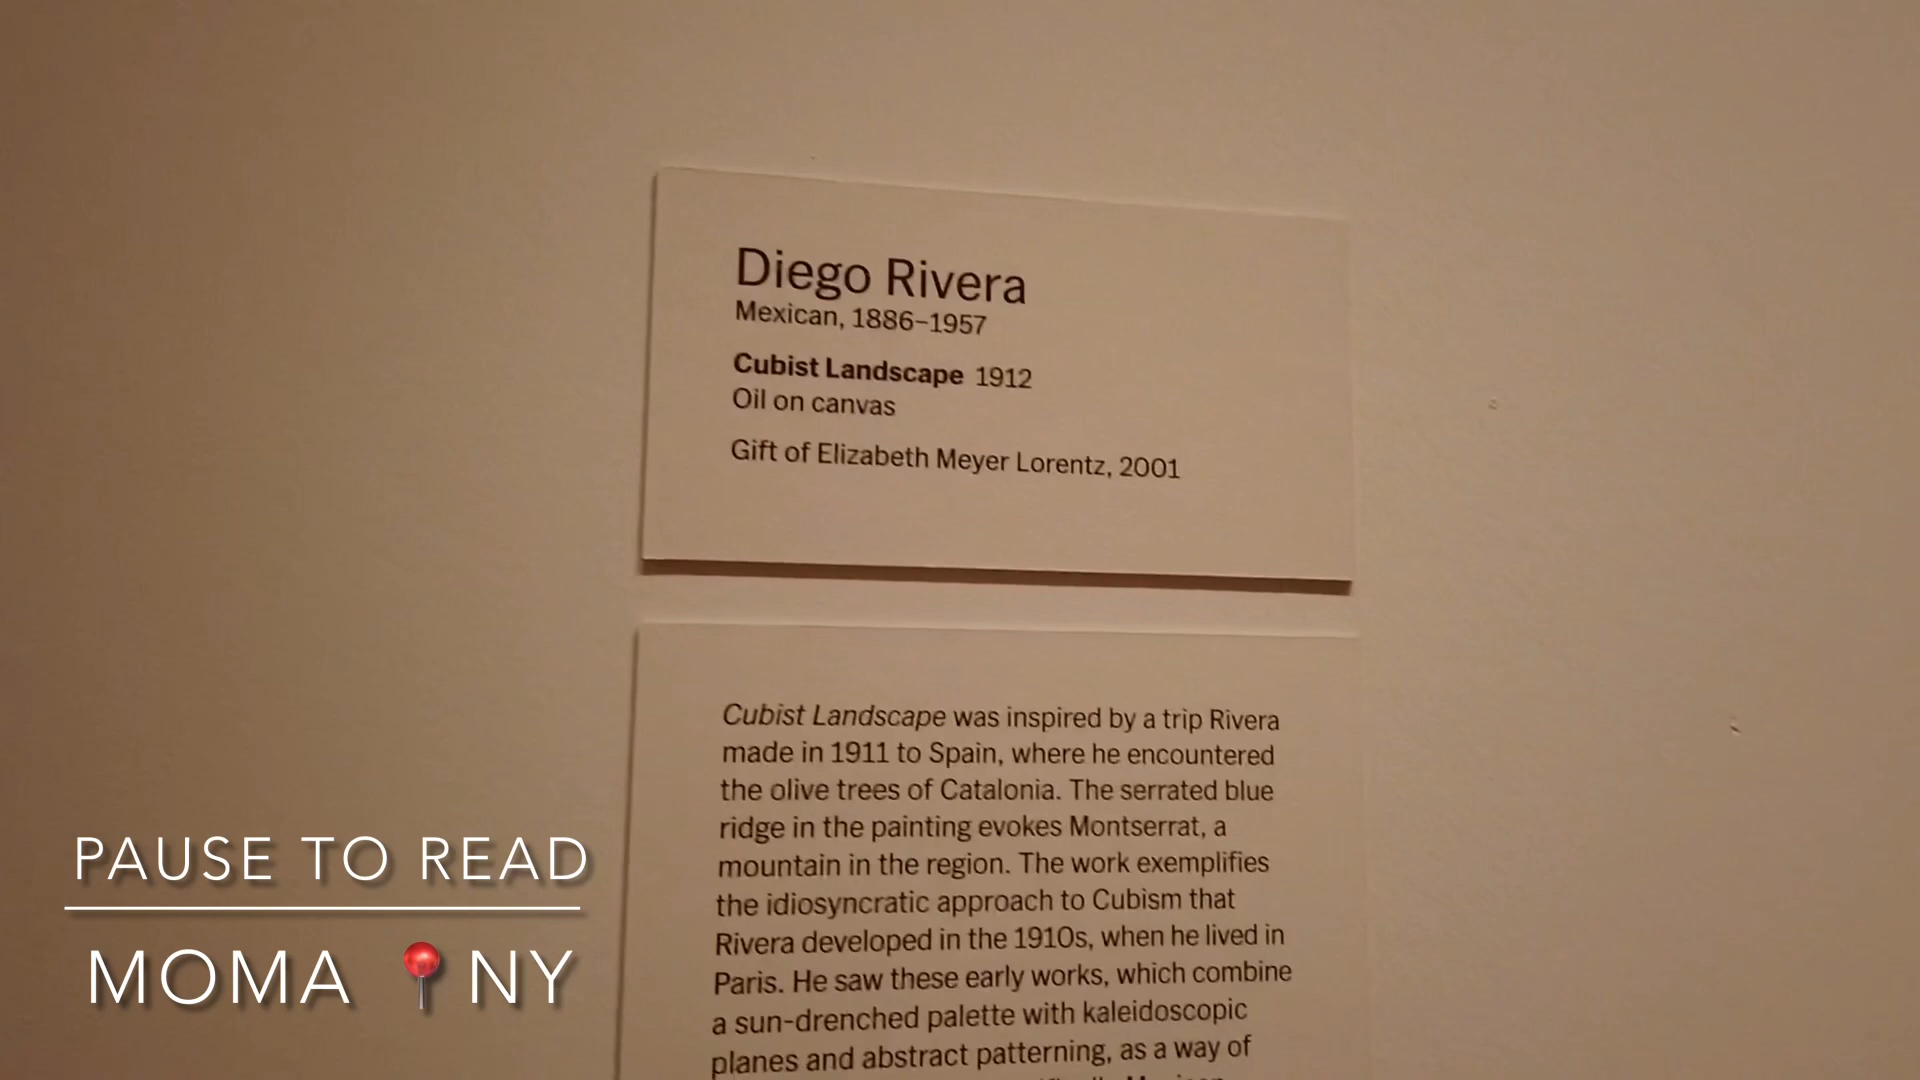 Diego Rivera
Mexican, 1886–1957
Cubist Landscape 1912
Oil on canvas
Gift of Elizabeth Meyer Lorentz, 2001
Cubist Landscape was inspired by a trip Rivera
made in 1911 to Spain, where he encountered
the olive trees of Catalonia. The serrated blue
ridge in the painting evokes Montserrat, a
mountain in the region. The work exemplifies
the idiosyncratic approach to Cubism that
Rivera developed in the 1910s, when he lived in
Paris. He saw these early works, which combine
a sun-drenched palette with kaleidoscopic
planes and abstract patterning, as a way of
PAUSE TO READ
MOMA 📍 NY